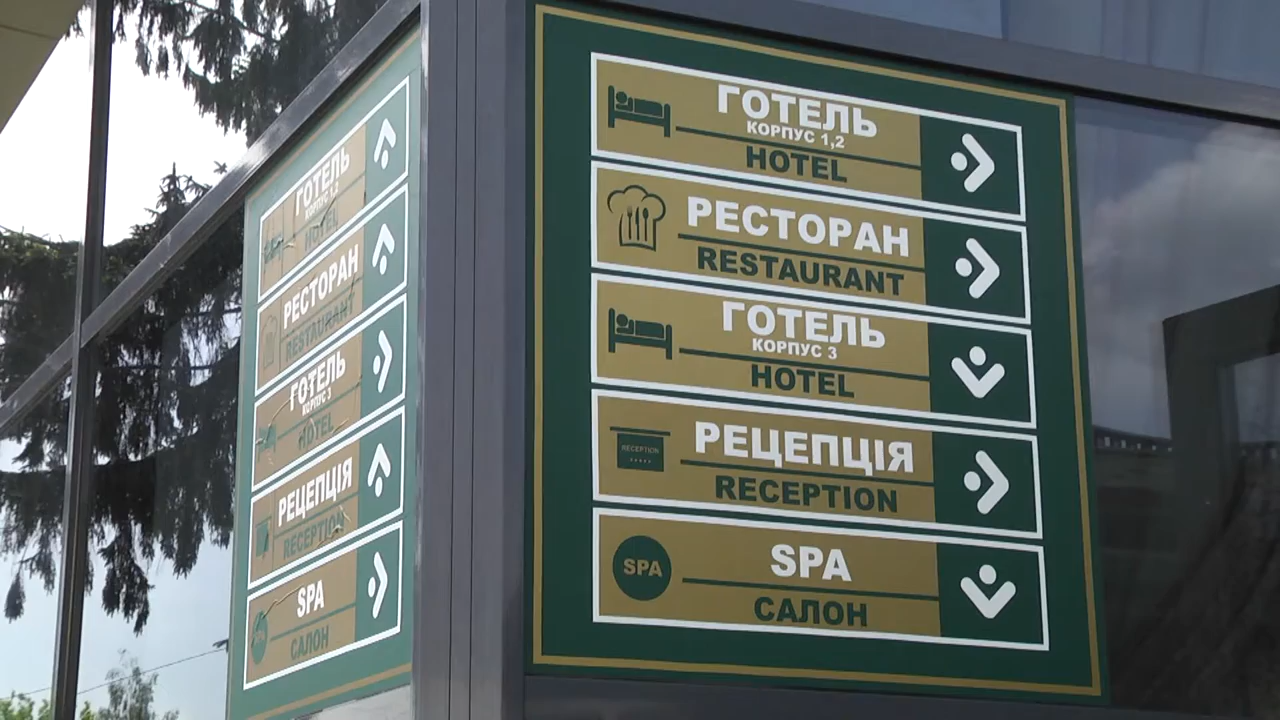 ГОТЕЛЬ
КОРПУС 1,2
HOTEL
РЕСТОРАН
RESTAURANT
ГОТЕЛЬ
КОРПУС 3
HOTEL
РЕЦЕПЦІЯ
RECEPTION
SPA
САЛОН
ГОТЕЛЬ
КОРПУС 1,2
HOTEL
РЕСТОРАН
RESTAURANT
ГОТЕЛЬ
КОРПУС 3
HOTEL
RECEPTION
РЕЦЕПЦІЯ
RECEPTION
SPA
SPA
САЛОН